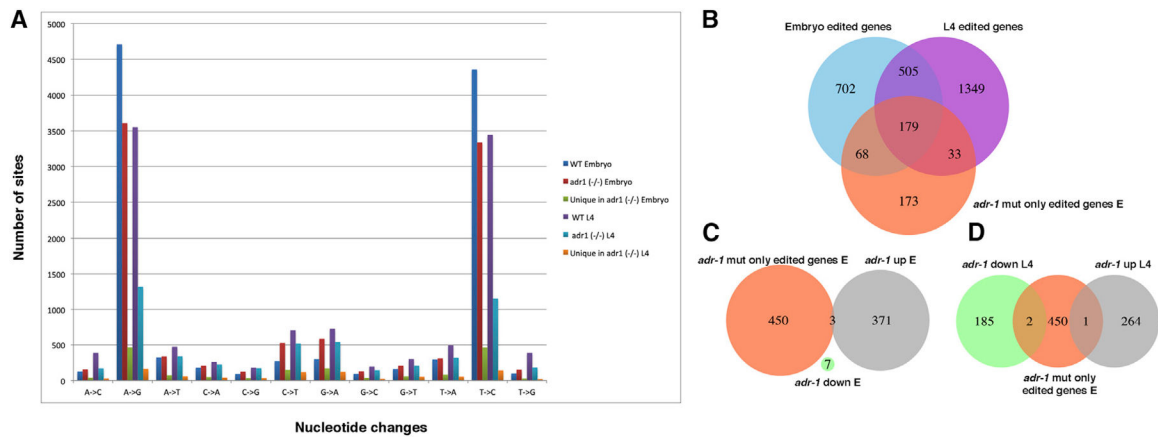 A
Number of sites
5000
4500
4000
3500
3000
2500
2000
1500
1000
500
0
A->C
A->G
A->T
C->A
C->G
C->T
G->A
G->C
G->T
T->A
T->C
T->G
Nucleotide changes
WT Embryo
adr1 (-/-) Embryo
Unique in adr1 (-/-) Embryo
WT L4
adr1 (-/-) L4
Unique in adr1 (-/-) L4
B
Embryo edited genes
L4 edited genes
505
702
1349
179
68
33
173
adr-1 mut only edited genes E
C
adr-1 mut only edited genes E
adr-1 up E
450
3
371
7
adr-1 down E
D
adr-1 down L4
adr-1 up L4
185
2
450
1
264
adr-1 mut only
edited genes E